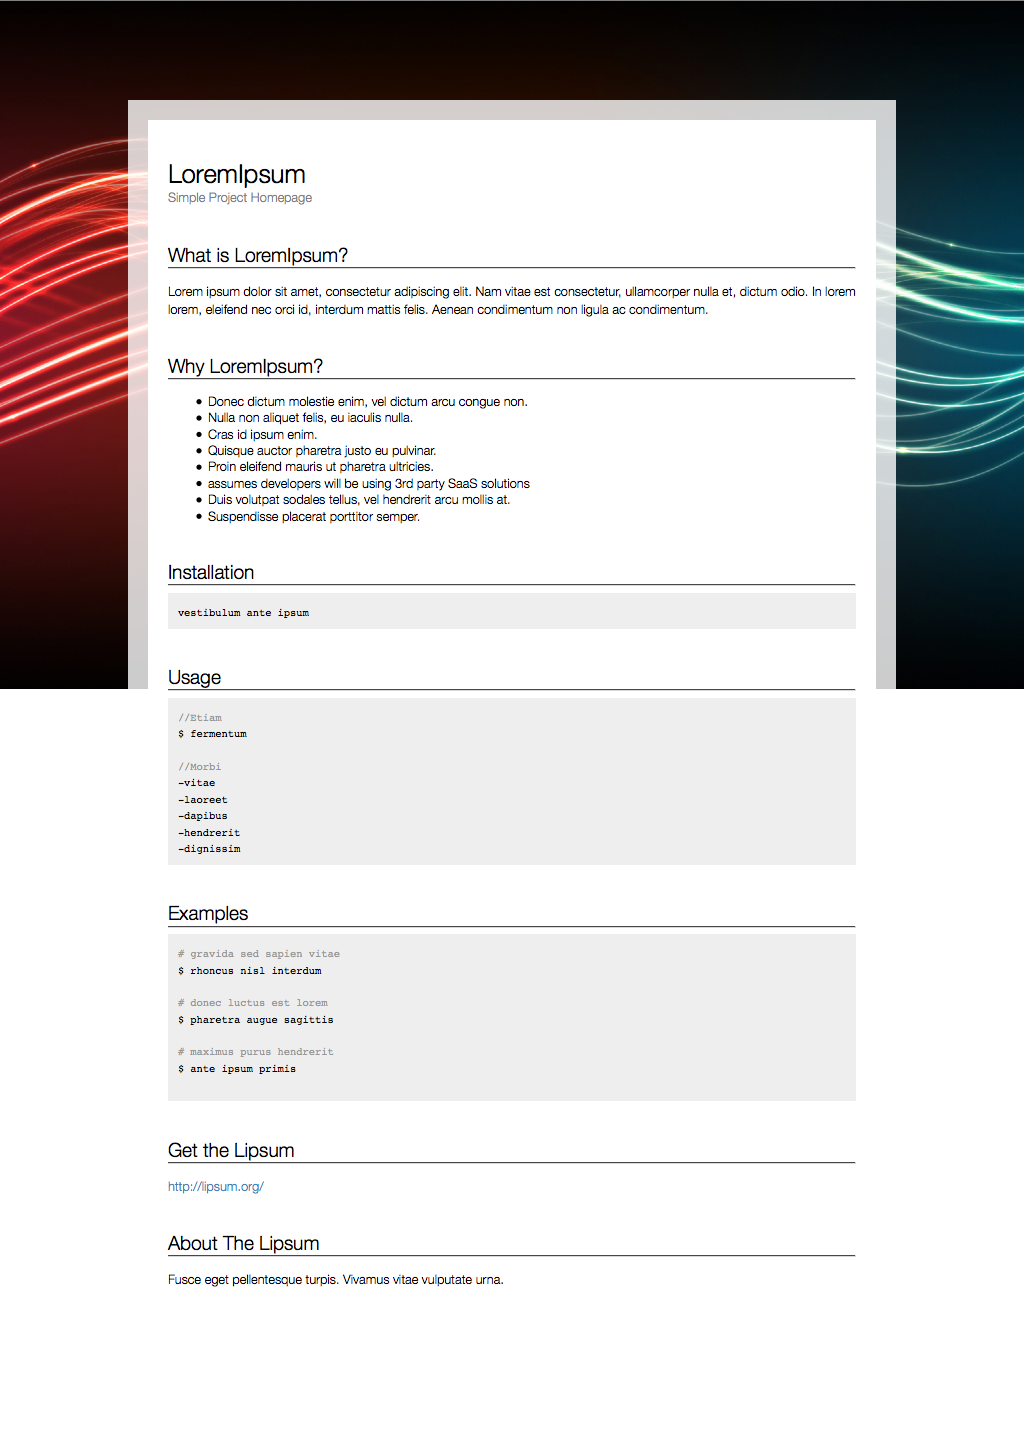 LoremIpsum
Simple Project Homepage
What is LoremIpsum?
Lorem ipsum dolor sit amet, consectetur adipiscing elit. Nam vitae est consectetur, ullamcorper nulla et, dictum odio. In lorem
lorem, eleifend nec orci id, interdum mattis felis. Aenean condimentum non ligula ac condimentum.
Why LoremIpsum?
• Donec dictum molestie enim, vel dictum arcu congue non.
• Nulla non aliquet felis, eu iaculis nulla.
• Cras id ipsum enim.
• Quisque auctor pharetra justo eu pulvinar.
• Proin eleifend mauris ut pharetra ultricies.
• assumes developers will be using 3rd party SaaS solutions
• Duis volutpat sodales tellus, vel hendrerit arcu mollis at.
• Suspendisse placerat porttitor semper.
Installation
vestibulum ante ipsum
Usage
//Etiam
$ fermentum
//Morbi
-vitae
-laoreet
-dapibus
-hendrerit
-dignissim
Examples
# gravida sed sapien vitae
$ rhoncus nisl interdum
# donec luctus est lorem
$ pharetra augue sagittis
# maximus purus hendrerit
$ ante ipsum primis
Get the Lipsum
http://lipsum.org/
About The Lipsum
Fusce eget pellentesque turpis. Vivamus vitae vulputate urna.